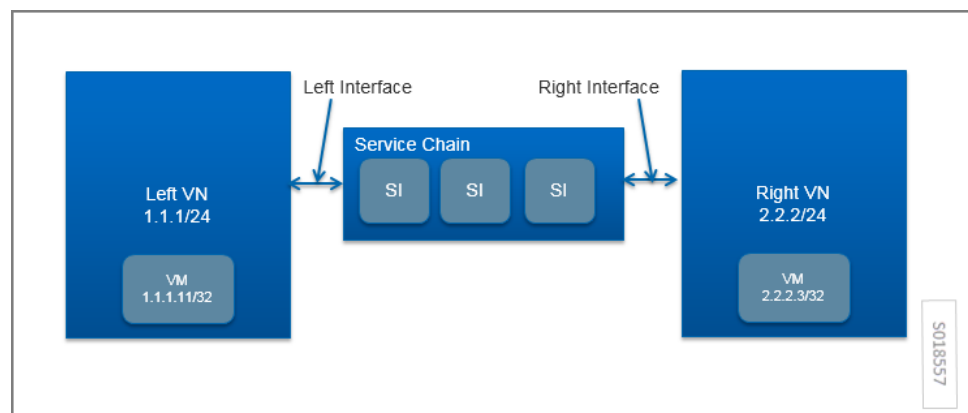 Left Interface
Right Interface
Service Chain
SI
SI
SI
Left VN
1.1.1/24
VM
1.1.1.11/32
Right VN
2.2.2/24
VM
2.2.2.3/32
S018557